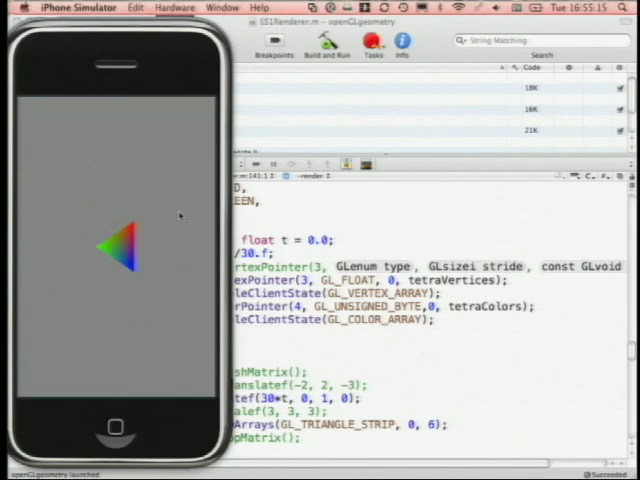 iPhone Simulator Edit Hardware Window Help Tue 16:55:15
ES1Renderer.m - openGLgeometry
Breakpoints Build and Run Tasks Info Search
String Matching
Code
18K
16K
21K
-render
D,
EEN,
float t = 0.0;
/30.f;
rtexPointer(3, GLenum type, GLsizei stride, const GLvoid
exPointer(3, GL_FLOAT, 0, tetraVertices);
leClientState(GL_VERTEX_ARRAY);
rPointer(4, GL_UNSIGNED_BYTE,0, tetraColors);
leClientState(GL_COLOR_ARRAY);
shMatrix();
anslatef(-2, 2, -3);
tef(30*t, 0, 1, 0);
alef(3, 3, 3);
Arrays(GL_TRIANGLE_STRIP, 0, 6);
opMatrix();
openGLgeometry launched.
Succeeded